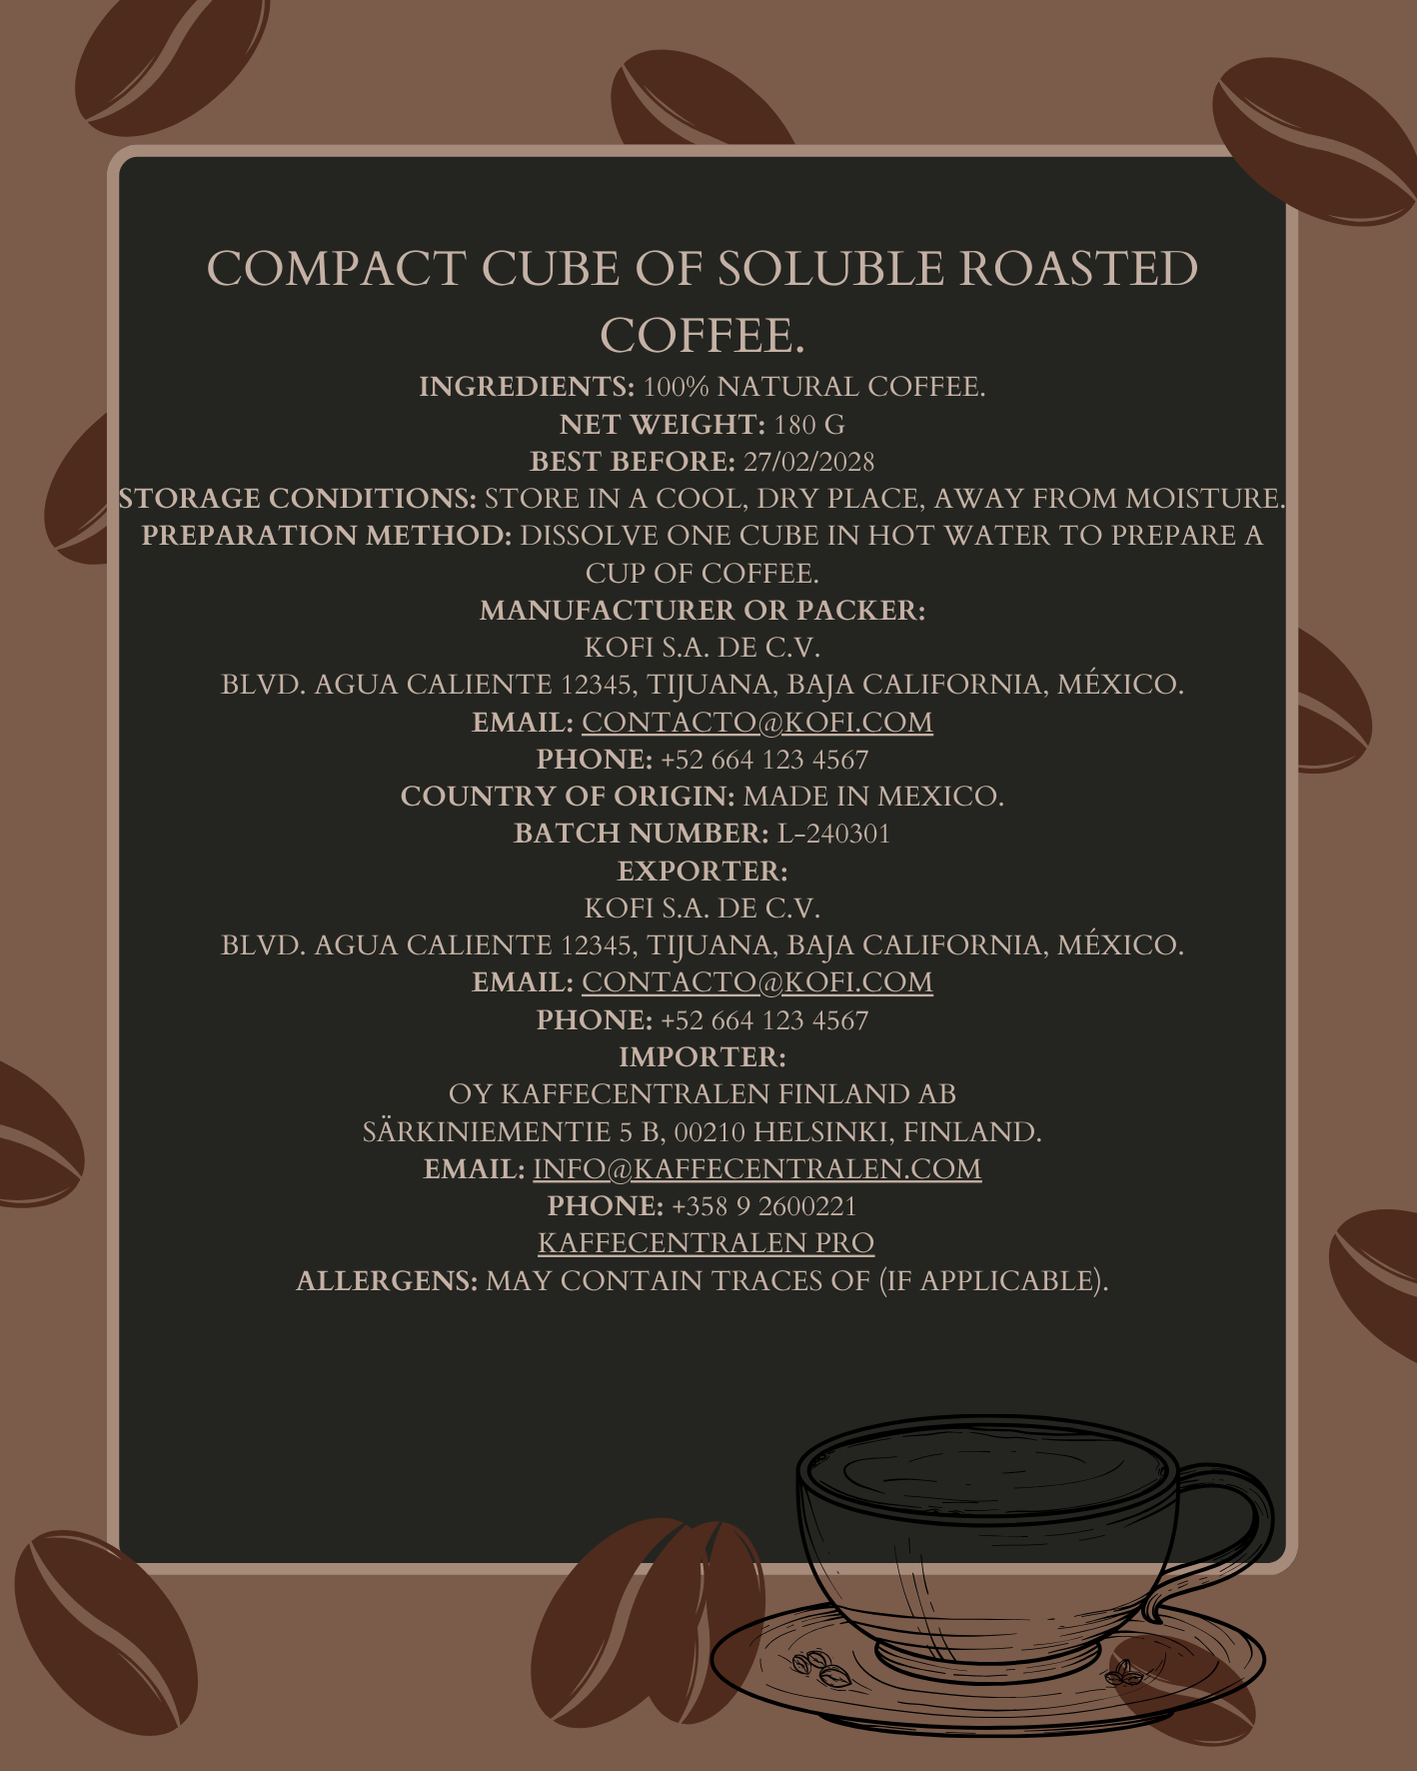 COMPACT CUBE OF SOLUBLE ROASTED
COFFEE.
INGREDIENTS: 100% NATURAL COFFEE.
NET WEIGHT: 180 G
BEST BEFORE: 27/02/2028
STORAGE CONDITIONS: STORE IN A COOL, DRY PLACE, AWAY FROM MOISTURE.
PREPARATION METHOD: DISSOLVE ONE CUBE IN HOT WATER TO PREPARE A
CUP OF COFFEE.
MANUFACTURER OR PACKER:
KOFI S.A. DE C.V.
BLVD. AGUA CALIENTE 12345, TIJUANA, BAJA CALIFORNIA, MÉXICO.
EMAIL: CONTACTO@KOFI.COM
PHONE: +52 664 123 4567
COUNTRY OF ORIGIN: MADE IN MEXICO.
BATCH NUMBER: L-240301
EXPORTER:
KOFI S.A. DE C.V.
BLVD. AGUA CALIENTE 12345, TIJUANA, BAJA CALIFORNIA, MÉXICO.
EMAIL: CONTACTO@KOFI.COM
PHONE: +52 664 123 4567
IMPORTER:
OY KAFFECENTRALEN FINLAND AB
SÄRKINIEMENTIE 5 B, 00210 HELSINKI, FINLAND.
EMAIL: INFO@KAFFECENTRALEN.COM
PHONE: +358 9 2600221
KAFFECENTRALEN PRO
ALLERGENS: MAY CONTAIN TRACES OF (IF APPLICABLE).